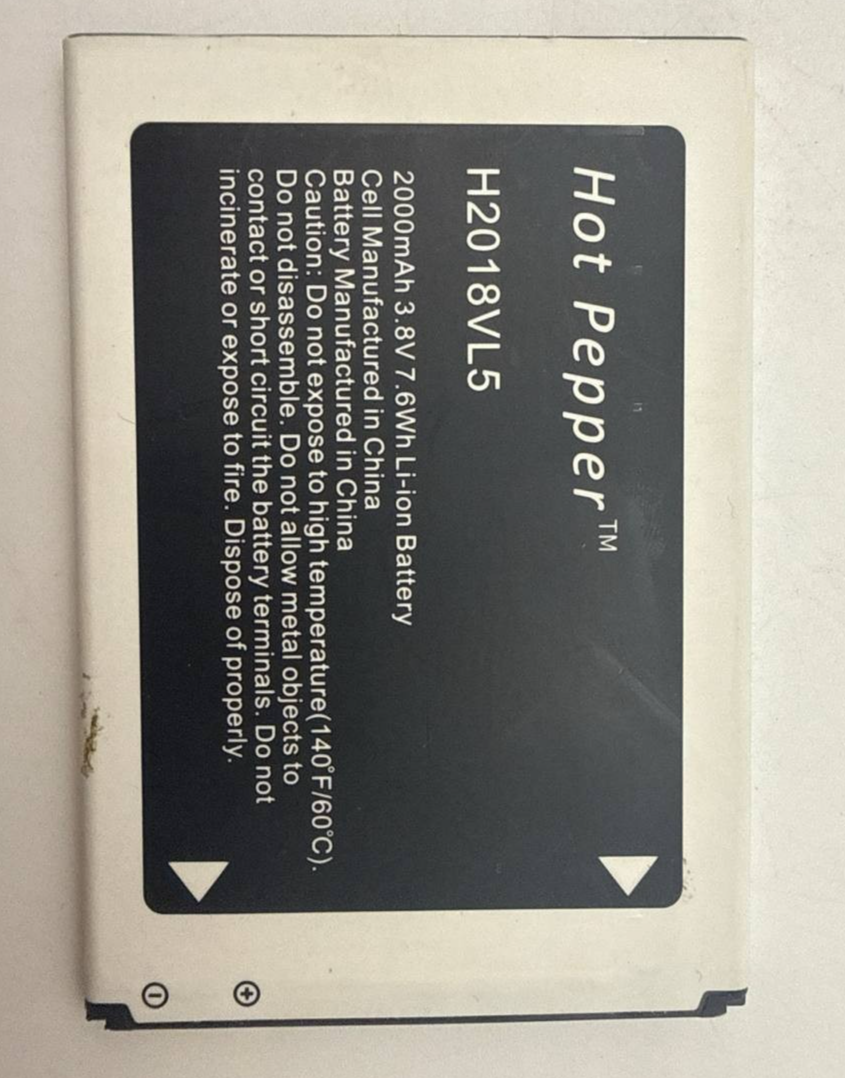 Hot Pepper™
H2018VL5
2000mAh 3.8V 7.6Wh Li-ion Battery
Cell Manufactured in China
Battery Manufactured in China
Caution: Do not expose to high temperature(140°F/60°C).
Do not disassemble. Do not allow metal objects to
contact or short circuit the battery terminals. Do not
incinerate or expose to fire. Dispose of properly.
⊖ ⊕